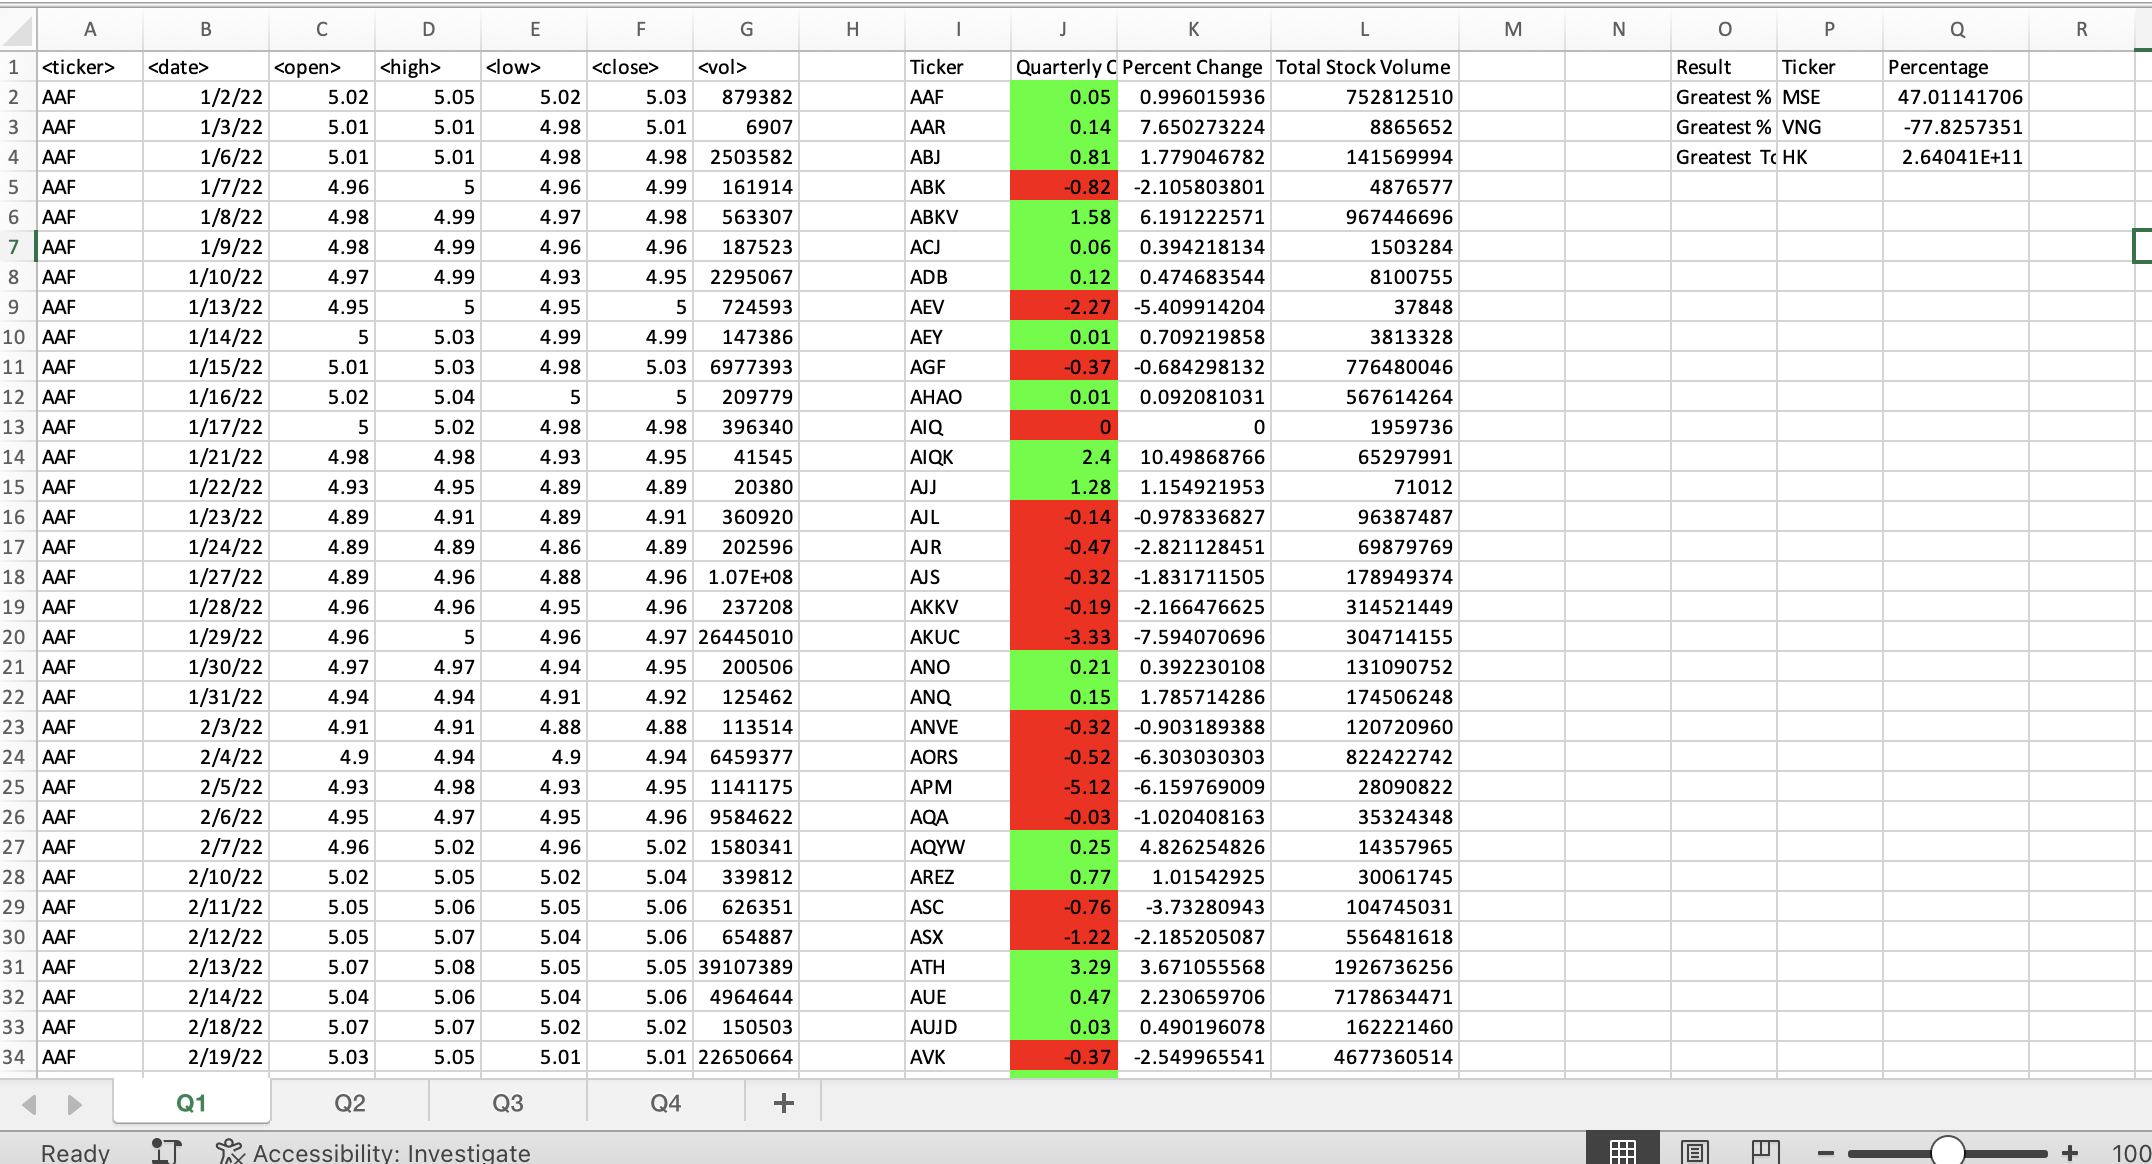 A B C D E F G H I J K L M N O P Q R
1 <ticker> <date> <open> <high> <low> <close> <vol> Ticker Quarterly C Percent Change Total Stock Volume Result Ticker Percentage
2 AAF 1/2/22 5.02 5.05 5.02 5.03 879382 AAF 0.05 0.996015936 752812510 Greatest % MSE 47.01141706
3 AAF 1/3/22 5.01 5.01 4.98 5.01 6907 AAR 0.14 7.650273224 8865652 Greatest % VNG -77.8257351
4 AAF 1/6/22 5.01 5.01 4.98 4.98 2503582 ABJ 0.81 1.779046782 141569994 Greatest To HK 2.64041E+11
5 AAF 1/7/22 4.96 5 4.96 4.99 161914 ABK -0.82 -2.105803801 4876577
6 AAF 1/8/22 4.98 4.99 4.97 4.98 563307 ABKV 1.58 6.191222571 967446696
7 AAF 1/9/22 4.98 4.99 4.96 4.96 187523 ACJ 0.06 0.394218134 1503284
8 AAF 1/10/22 4.97 4.99 4.93 4.95 2295067 ADB 0.12 0.474683544 8100755
9 AAF 1/13/22 4.95 5 4.95 5 724593 AEV -2.27 -5.409914204 37848
10 AAF 1/14/22 5 5.03 4.99 4.99 147386 AEY 0.01 0.709219858 3813328
11 AAF 1/15/22 5.01 5.03 4.98 5.03 6977393 AGF -0.37 -0.684298132 776480046
12 AAF 1/16/22 5.02 5.04 5 5 209779 AHAO 0.01 0.092081031 567614264
13 AAF 1/17/22 5 5.02 4.98 4.98 396340 AIQ 0 0 1959736
14 AAF 1/21/22 4.98 4.98 4.93 4.95 41545 AIQK 2.4 10.49868766 65297991
15 AAF 1/22/22 4.93 4.95 4.89 4.89 20380 AJJ 1.28 1.154921953 71012
16 AAF 1/23/22 4.89 4.91 4.89 4.91 360920 AJL -0.14 -0.978336827 96387487
17 AAF 1/24/22 4.89 4.89 4.86 4.89 202596 AJR -0.47 -2.821128451 69879769
18 AAF 1/27/22 4.89 4.96 4.88 4.96 1.07E+08 AJS -0.32 -1.831711505 178949374
19 AAF 1/28/22 4.96 4.96 4.95 4.96 237208 AKKV -0.19 -2.166476625 314521449
20 AAF 1/29/22 4.96 5 4.96 4.97 26445010 AKUC -3.33 -7.594070696 304714155
21 AAF 1/30/22 4.97 4.97 4.94 4.95 200506 ANO 0.21 0.392230108 131090752
22 AAF 1/31/22 4.94 4.94 4.91 4.92 125462 ANQ 0.15 1.785714286 174506248
23 AAF 2/3/22 4.91 4.91 4.88 4.88 113514 ANVE -0.32 -0.903189388 120720960
24 AAF 2/4/22 4.9 4.94 4.9 4.94 6459377 AORS -0.52 -6.303030303 822422742
25 AAF 2/5/22 4.93 4.98 4.93 4.95 1141175 APM -5.12 -6.159769009 28090822
26 AAF 2/6/22 4.95 4.97 4.95 4.96 9584622 AQA -0.03 -1.020408163 35324348
27 AAF 2/7/22 4.96 5.02 4.96 5.02 1580341 AQYW 0.25 4.826254826 14357965
28 AAF 2/10/22 5.02 5.05 5.02 5.04 339812 AREZ 0.77 1.01542925 30061745
29 AAF 2/11/22 5.05 5.06 5.05 5.06 626351 ASC -0.76 -3.73280943 104745031
30 AAF 2/12/22 5.05 5.07 5.04 5.06 654887 ASX -1.22 -2.185205087 556481618
31 AAF 2/13/22 5.07 5.08 5.05 5.05 39107389 ATH 3.29 3.671055568 1926736256
32 AAF 2/14/22 5.04 5.06 5.04 5.06 4964644 AUE 0.47 2.230659706 7178634471
33 AAF 2/18/22 5.07 5.07 5.02 5.02 150503 AUJD 0.03 0.490196078 162221460
34 AAF 2/19/22 5.03 5.05 5.01 5.01 22650664 AVK -0.37 -2.549965541 4677360514
Q1 Q2 Q3 Q4 +
Ready Accessibility: Investigate − + 100